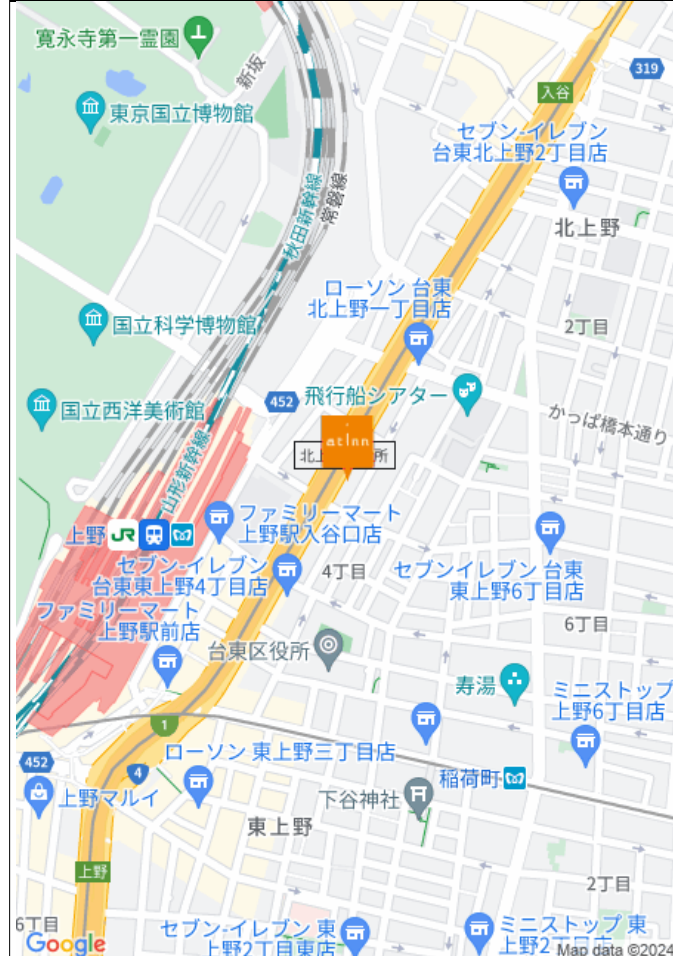 寛永寺第一霊園
新坂
319
入谷
東京国立博物館
セブン-イレブン
台東北上野2丁目店
秋田新幹線
常磐線
北上野
ローソン 台東
北上野一丁目店
2丁目
国立科学博物館
国立西洋美術館
452
飛行船シアター
かっぱ橋本通り
atinn
北上
所
山形新幹線
上野
JR
ファミリーマート
上野駅入谷口店
セブン-イレブン
台東東上野4丁目店
4丁目
セブンイレブン 台東
東上野6丁目店
ファミリーマート
上野駅前店
6丁目
台東区役所
寿湯
ミニストップ
上野6丁目店
1
452
4
ローソン 東上野三丁目店
稲荷町
上野マルイ
下谷神社
東上野
上野
2丁目
6丁目
セブン-イレブン 東
上野2丁目東店
ミニストップ 東
上野2
Google
Map data ©2024